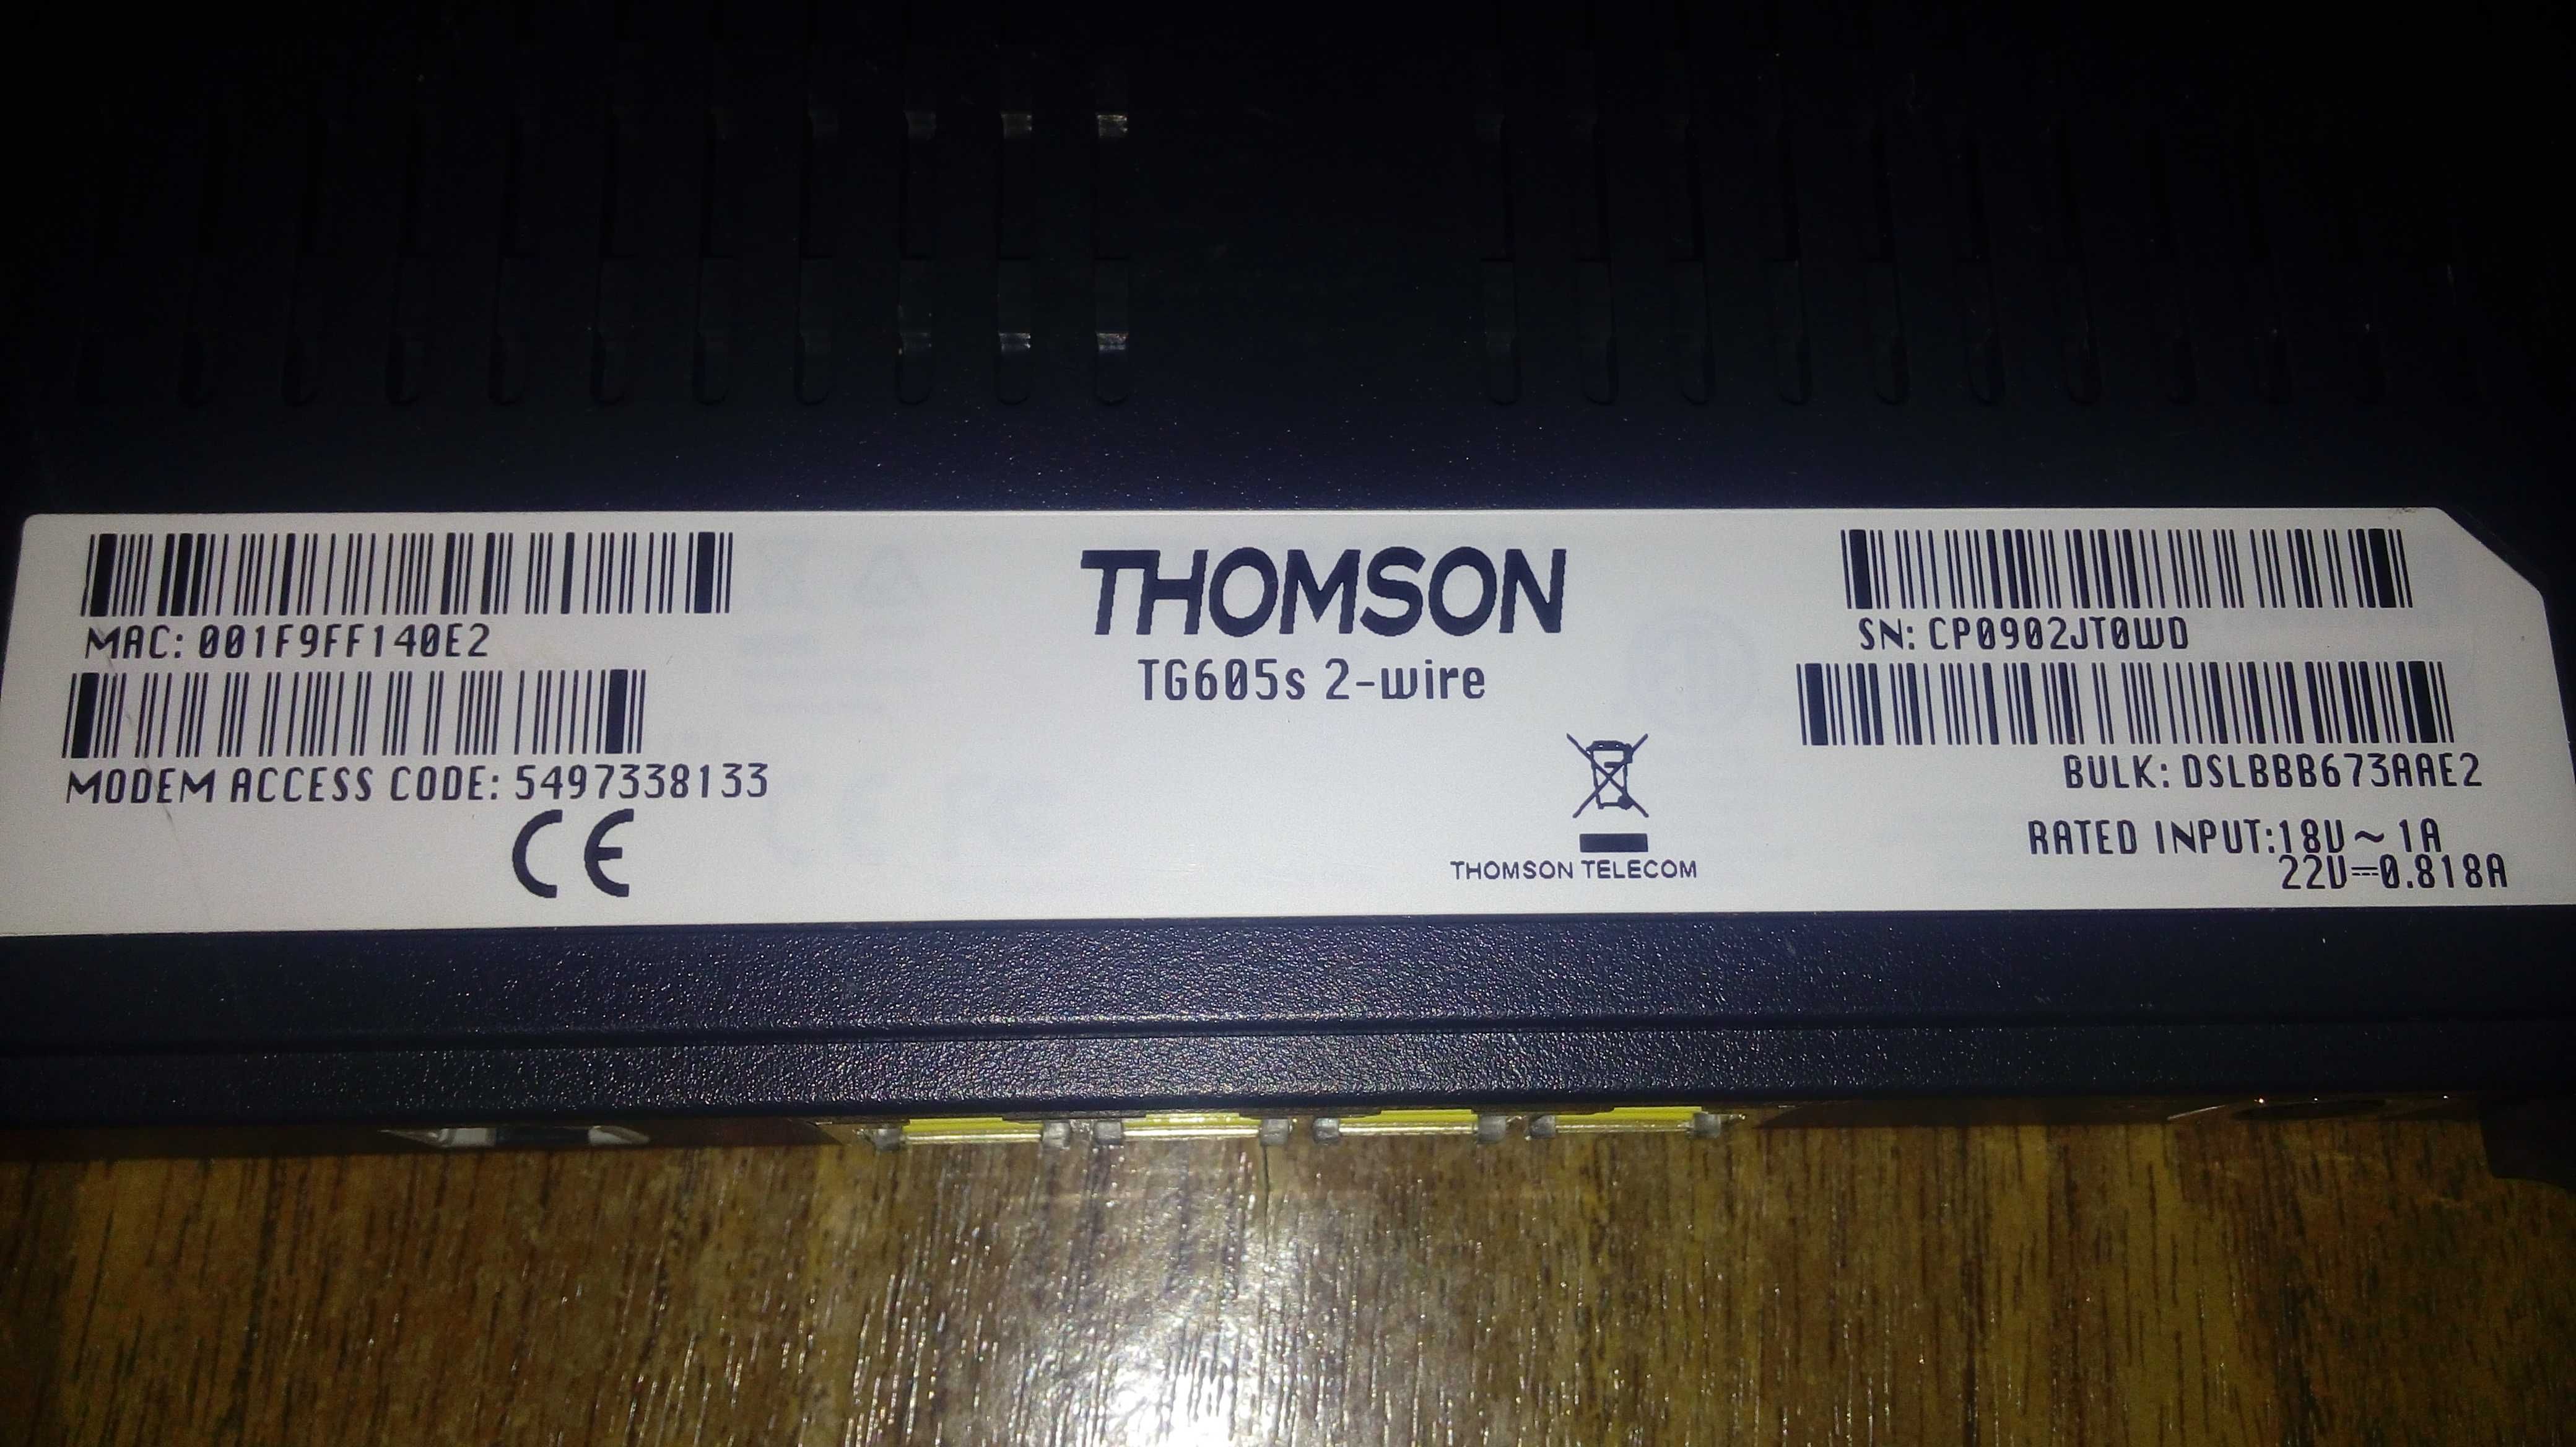 MAC: 001F9FF140E2
MODEM ACCESS CODE: 5497338133
CE
THOMSON
TG605s 2-wire
THOMSON TELECOM
SN: CP0902JT0WD
BULK: DSLBBB673AAE2
RATED INPUT:18V ~ 1A
22V⎓0.818A